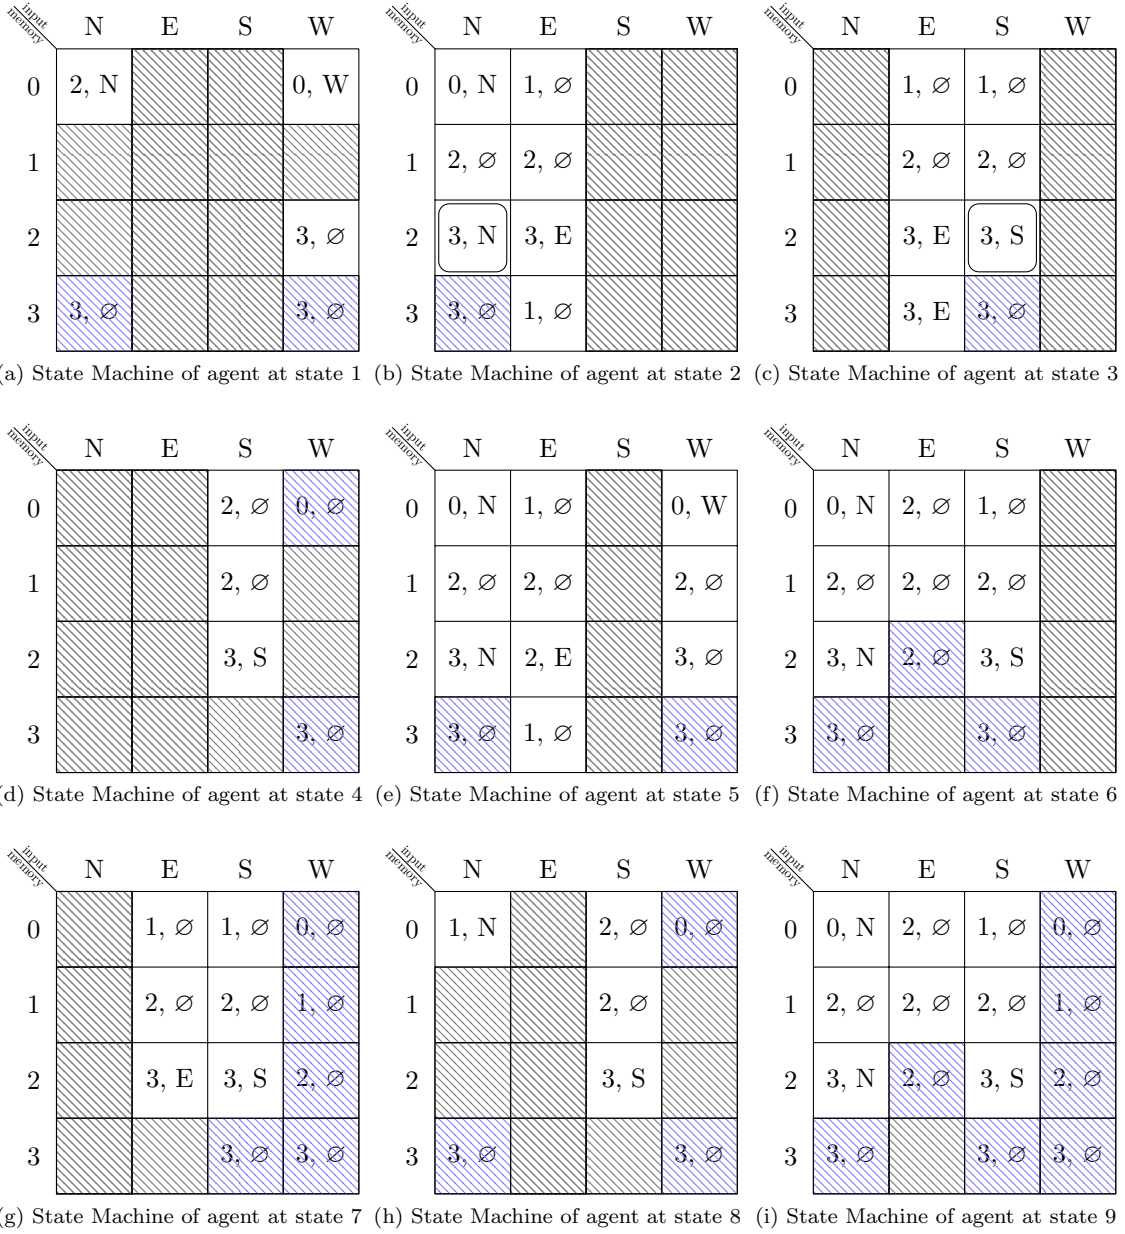 input memory N E S W input memory N E S W input memory N E S W
0 2, N 0, W 0 0, N 1, ∅ 0 1, ∅ 1, ∅
1 1 2, ∅ 2, ∅ 1 2, ∅ 2, ∅
2 3, ∅ 2 3, N 3, E 2 3, E 3, S
3 3, ∅ 3, ∅ 3 3, ∅ 1, ∅ 3 3, E 3, ∅
(a) State Machine of agent at state 1 (b) State Machine of agent at state 2 (c) State Machine of agent at state 3
input memory N E S W input memory N E S W input memory N E S W
0 2, ∅ 0, ∅ 0 0, N 1, ∅ 0, W 0 0, N 2, ∅ 1, ∅
1 2, ∅ 1 2, ∅ 2, ∅ 2, ∅ 1 2, ∅ 2, ∅ 2, ∅
2 3, S 2 3, N 2, E 3, ∅ 2 3, N 2, ∅ 3, S
3 3, ∅ 3 3, ∅ 1, ∅ 3, ∅ 3 3, ∅ 3, ∅
(d) State Machine of agent at state 4 (e) State Machine of agent at state 5 (f) State Machine of agent at state 6
input memory N E S W input memory N E S W input memory N E S W
0 1, ∅ 1, ∅ 0, ∅ 0 1, N 2, ∅ 0, ∅ 0 0, N 2, ∅ 1, ∅ 0, ∅
1 2, ∅ 2, ∅ 1, ∅ 1 2, ∅ 1 2, ∅ 2, ∅ 2, ∅ 1, ∅
2 3, E 3, S 2, ∅ 2 3, S 2 3, N 2, ∅ 3, S 2, ∅
3 3, ∅ 3, ∅ 3 3, ∅ 3, ∅ 3 3, ∅ 3, ∅ 3, ∅
(g) State Machine of agent at state 7 (h) State Machine of agent at state 8 (i) State Machine of agent at state 9